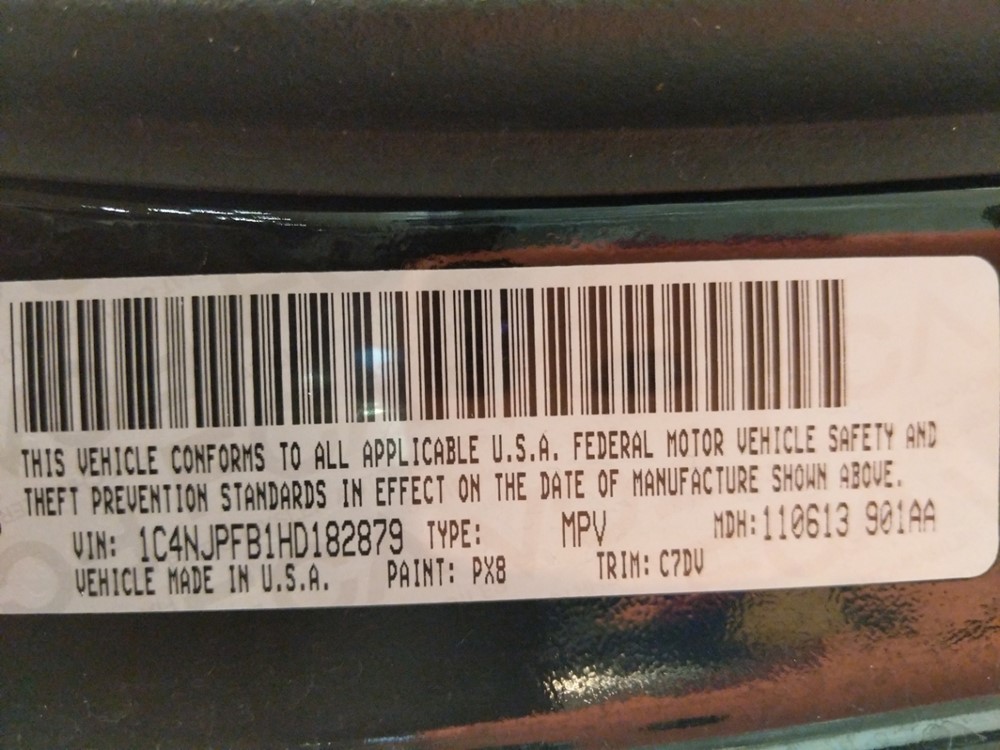 THIS VEHICLE CONFORMS TO ALL APPLICABLE U.S.A. FEDERAL MOTOR VEHICLE SAFETY AND
THEFT PREVENTION STANDARDS IN EFFECT ON THE DATE OF MANUFACTURE SHOWN ABOVE.
VIN: 1C4NJPFB1HD182879 TYPE: MPV MDH:110613 901AA
VEHICLE MADE IN U.S.A. PAINT: PX8 TRIM: C7DV